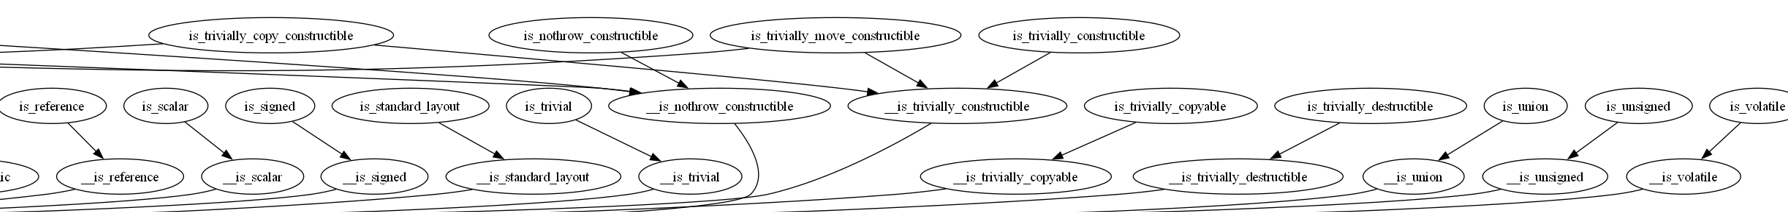 is_trivially_copy_constructible
is_nothrow_constructible
is_trivially_move_constructible
is_trivially_constructible
is_reference
is_scalar
is_signed
is_standard_layout
is_trivial
__is_nothrow_constructible
__is_trivially_constructible
is_trivially_copyable
is_trivially_destructible
is_union
is_unsigned
is_volatile
ic
__is_reference
__is_scalar
__is_signed
__is_standard_layout
__is_trivial
__is_trivially_copyable
__is_trivially_destructible
__is_union
__is_unsigned
__is_volatile